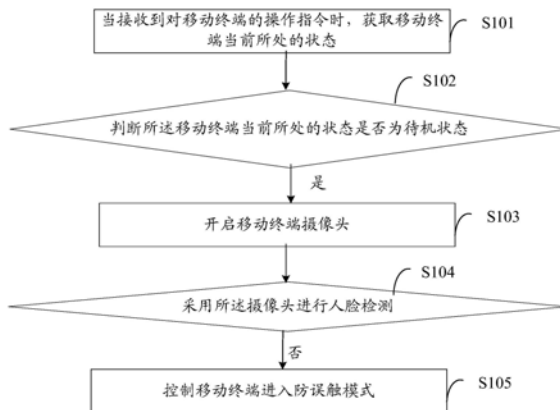 当接收到对移动终端的操作指令时，获取移动终
端当前所处的状态
S101
S102
判断所述移动终端当前所处的状态是否为待机状态
是
开启移动终端摄像头
S103
S104
采用所述摄像头进行人脸检测
否
控制移动终端进入防误触模式
S105